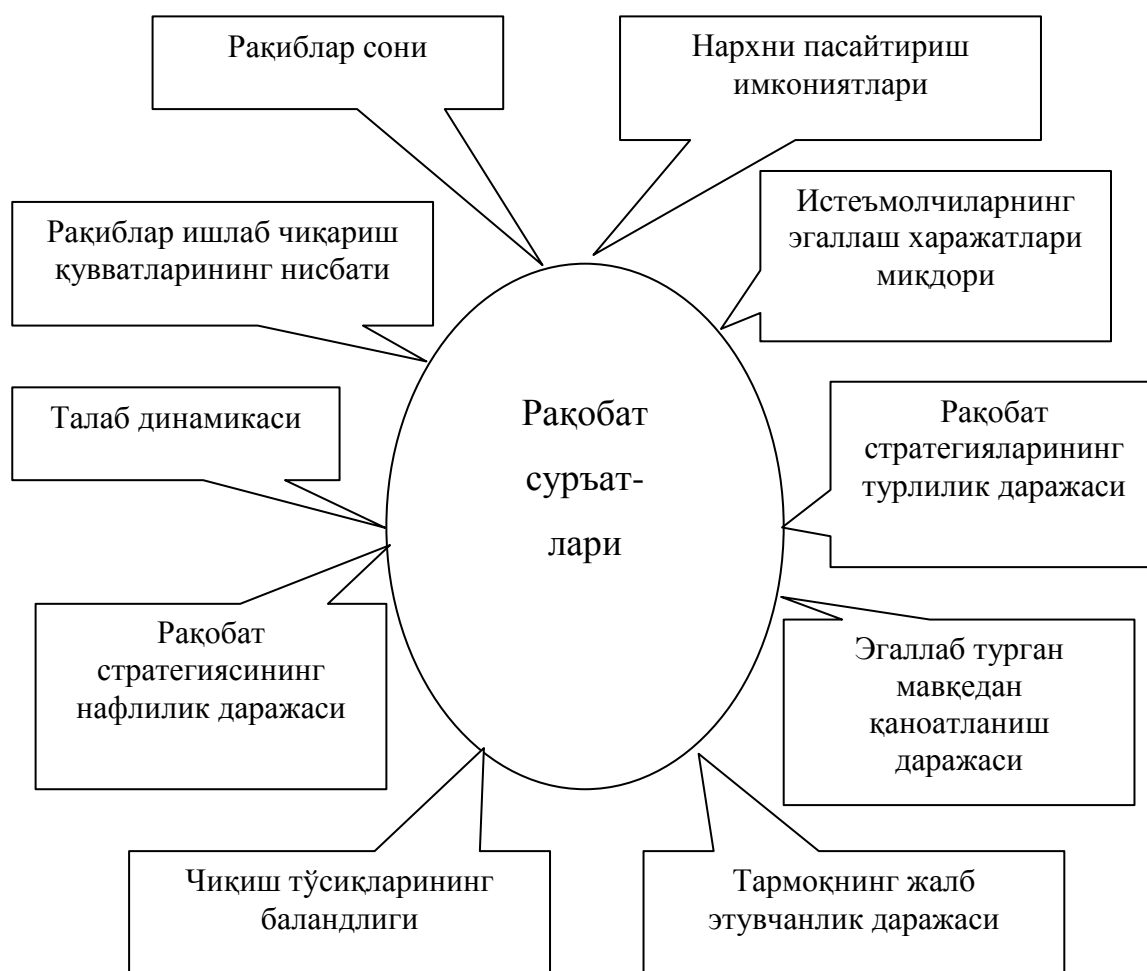 Рақиблар сони
Нархни пасайтириш
имкониятлари
Истеъмолчиларнинг
эгаллаш харажатлари
миқдори
Рақиблар ишлаб чиқариш
қувватларининг нисбати
Рақобат
суръат-
лари
Талаб динамикаси
Рақобат
стратегияларининг
турлилик даражаси
Рақобат
стратегиясининг
нафлилик даражаси
Эгаллаб турган
мавқедан
қаноатланиш
даражаси
Чиқиш тўсиқларининг
баландлиги
Тармоқнинг жалб
этувчанлик даражаси